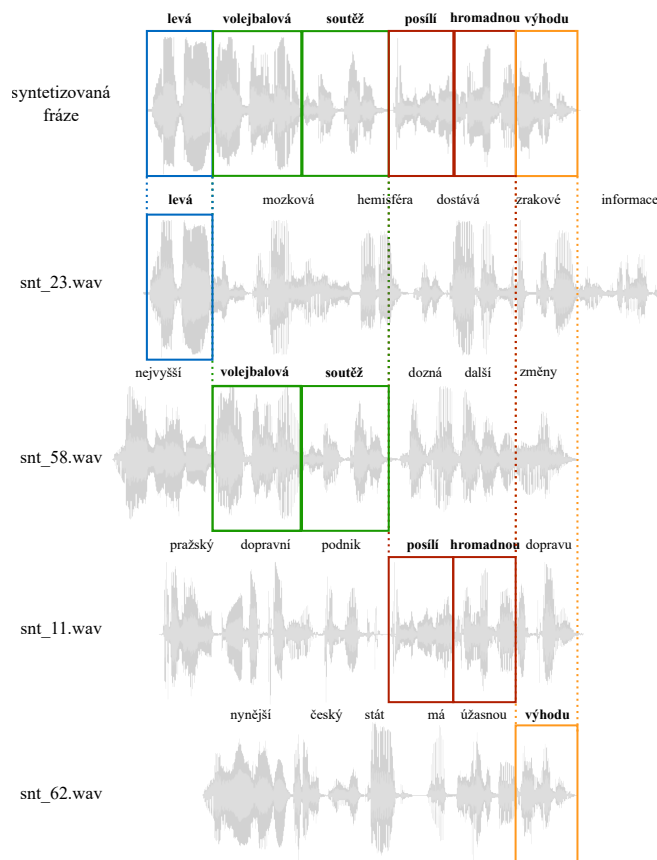 levá volejbalová soutěž posílí hromadnou výhodu
syntetizovaná
fráze
levá mozková hemisféra dostává zrakové informace
snt_23.wav
nejvyšší volejbalová soutěž dozná další změny
snt_58.wav
pražský dopravní podnik posílí hromadnou dopravu
snt_11.wav
nynější český stát má úžasnou výhodu
snt_62.wav